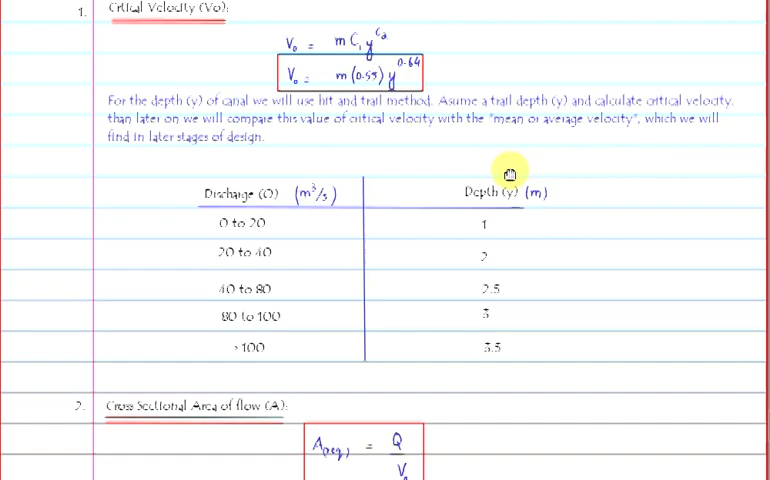 1. Critical Velocity (Vo):
V₀ = m C₁ y^C₂
V₀ = m (0.55) y^0.64
For the depth (y) of canal we will use hit and trail method. Asume a trail depth (y) and calculate critical velocity.
than later on we will compare this value of critical velocity with the "mean or average velocity", which we will
find in later stages of design.
Discharge (Q) (m³/s) Depth (y) (m)
0 to 20 1
20 to 40 2
40 to 80 2.5
80 to 100 3
>100 3.5
2. Cross Sectional Area of flow (A):
A(req) = Q
V₀